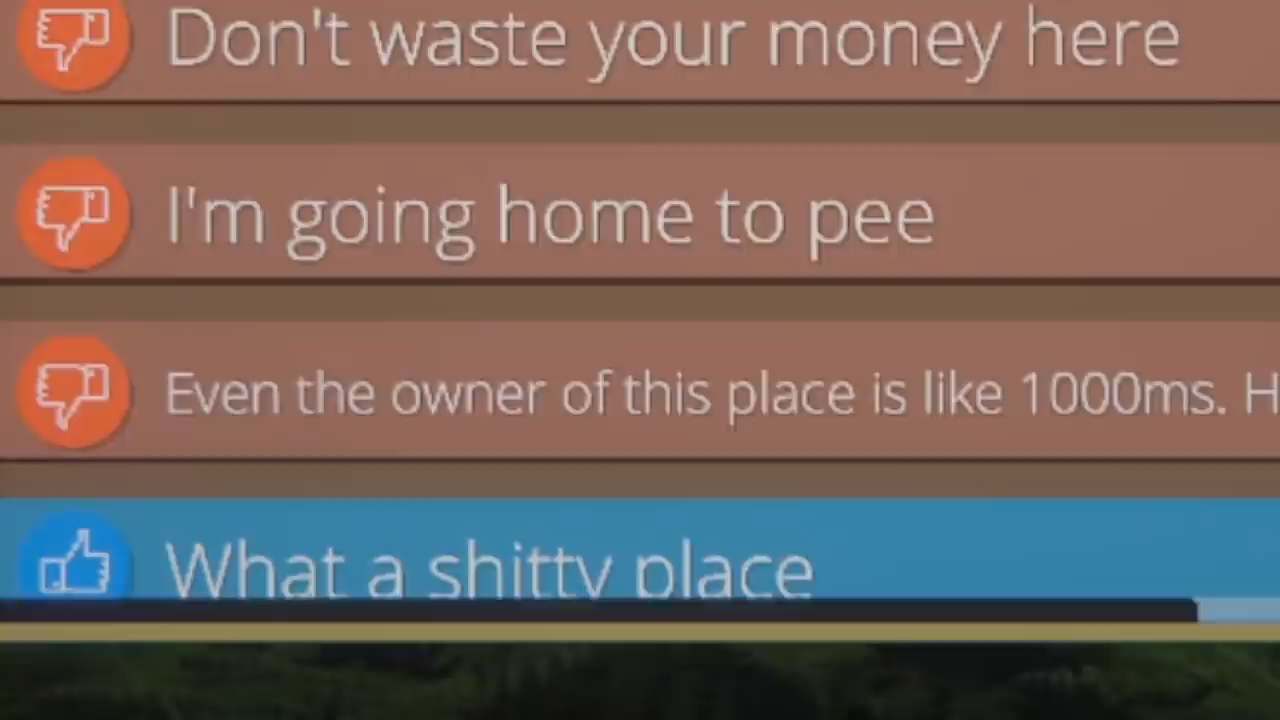 Don't waste your money here
I'm going home to pee
Even the owner of this place is like 1000ms. H
What a shitty place